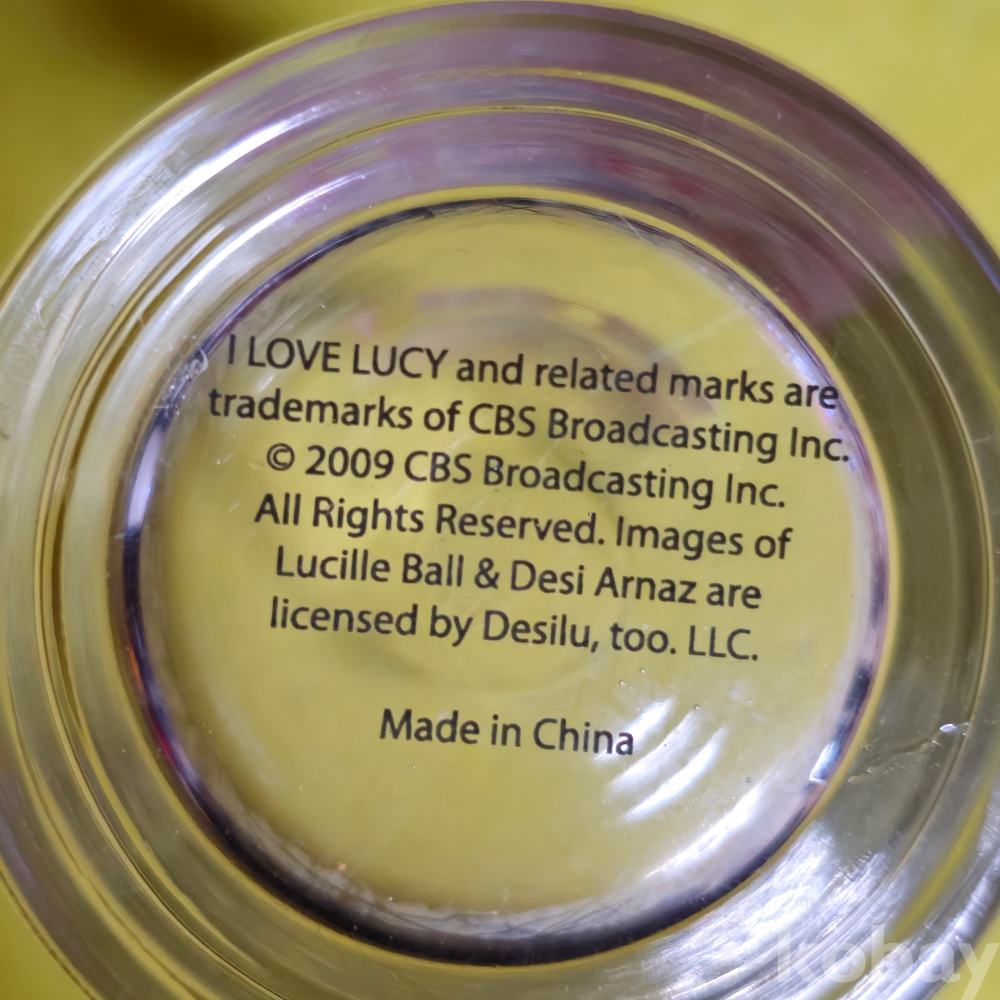 I LOVE LUCY and related marks are
trademarks of CBS Broadcasting Inc.
© 2009 CBS Broadcasting Inc.
All Rights Reserved. Images of
Lucille Ball & Desi Arnaz are
licensed by Desilu, too. LLC.
Made in China
kobay